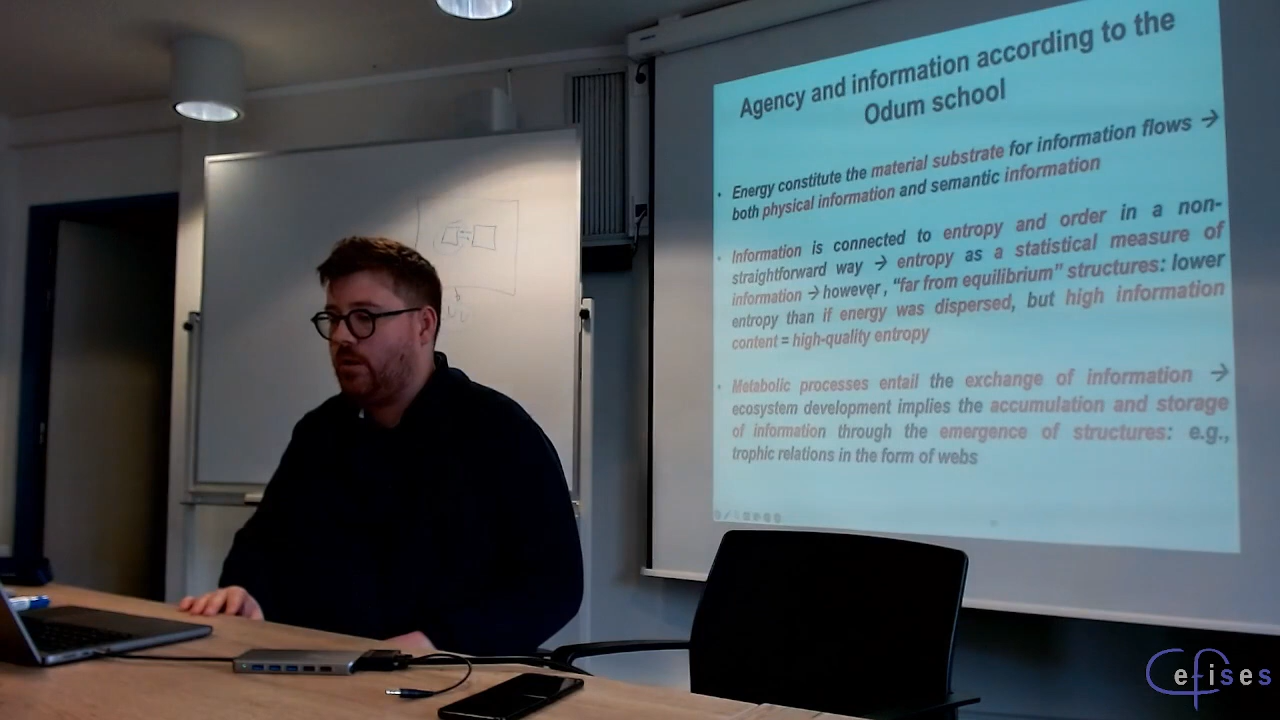 Agency and information according to the
Odum school
• Energy constitute the material substrate for information flows →
both physical information and semantic information
• Information is connected to entropy and order in a non-
straightforward way → entropy as a statistical measure of
information → however, “far from equilibrium” structures: lower
entropy than if energy was dispersed, but high information
content = high-quality entropy
• Metabolic processes entail the exchange of information →
ecosystem development implies the accumulation and storage
of information through the emergence of structures: e.g.,
trophic relations in the form of webs
Cefises